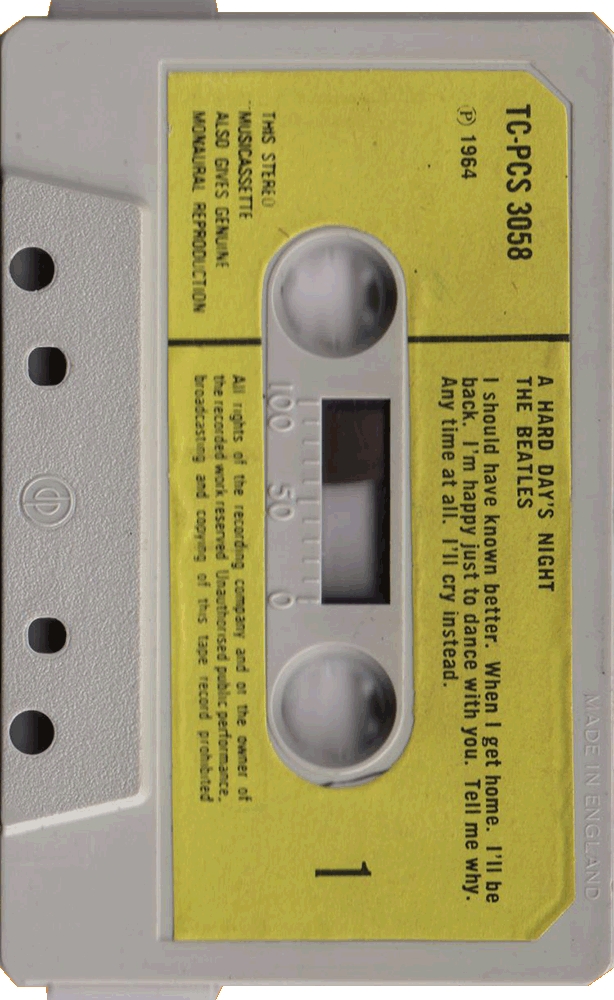 TC-PCS 3058
Ⓟ 1964
A HARD DAY'S NIGHT
THE BEATLES
I should have known better. When I get home. I'll be
back. I'm happy just to dance with you. Tell me why.
Any time at all. I'll cry instead.
1
THIS STEREO
MUSICASSETTE
ALSO GIVES GENUINE
MONAURAL REPRODUCTION
100 50 0
All rights of the recording company and of the owner of
the recorded work reserved Unauthorised public performance,
broadcasting and copying of this tape record prohibited
MADE IN ENGLAND